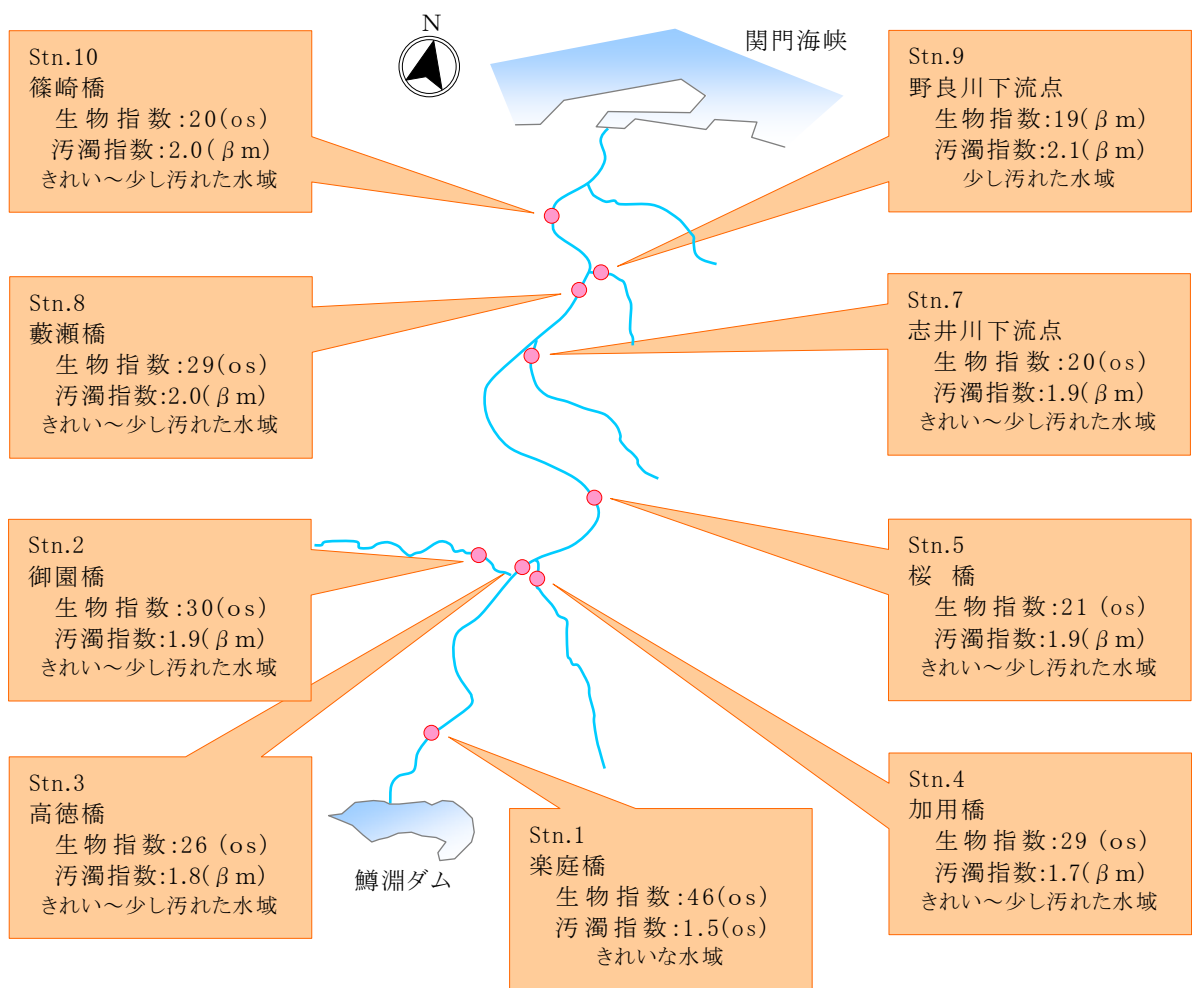 N
関門海峡
Stn.10
篠崎橋
生物指数:20(os)
汚濁指数:2.0(βm)
きれい～少し汚れた水域
Stn.9
野良川下流点
生物指数:19(βm)
汚濁指数:2.1(βm)
少し汚れた水域
Stn.8
藪瀬橋
生物指数:29(os)
汚濁指数:2.0(βm)
きれい～少し汚れた水域
Stn.7
志井川下流点
生物指数:20(os)
汚濁指数:1.9(βm)
きれい～少し汚れた水域
Stn.2
御園橋
生物指数:30(os)
汚濁指数:1.9(βm)
きれい～少し汚れた水域
Stn.5
桜 橋
生物指数:21 (os)
汚濁指数:1.9(βm)
きれい～少し汚れた水域
Stn.3
高徳橋
生物指数:26 (os)
汚濁指数:1.8(βm)
きれい～少し汚れた水域
鱒淵ダム
Stn.1
楽庭橋
生物指数:46(os)
汚濁指数:1.5(os)
きれいな水域
Stn.4
加用橋
生物指数:29 (os)
汚濁指数:1.7(βm)
きれい～少し汚れた水域